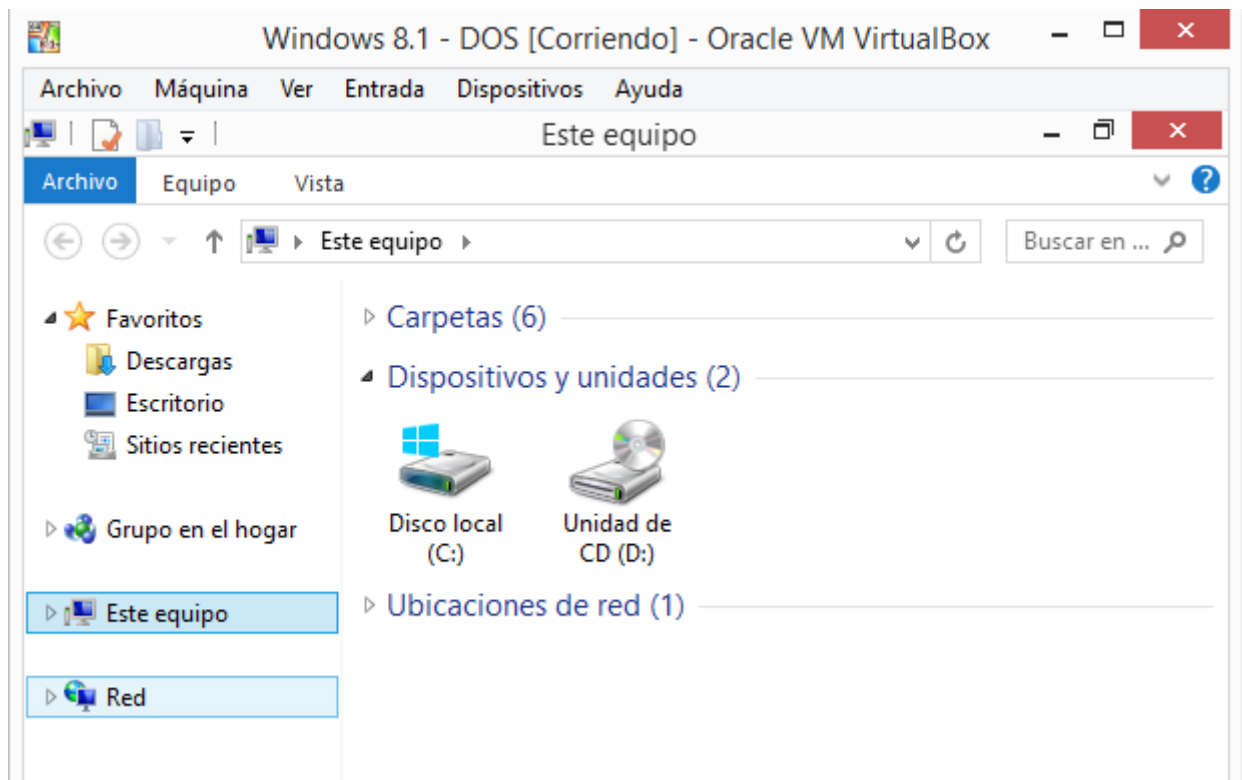 Windows 8.1 - DOS [Corriendo] - Oracle VM VirtualBox
Archivo Máquina Ver Entrada Dispositivos Ayuda
Este equipo
Archivo Equipo Vista
Este equipo
Buscar en ...
Favoritos
Descargas
Escritorio
Sitios recientes
Grupo en el hogar
Este equipo
Red
Carpetas (6)
Dispositivos y unidades (2)
Disco local
(C:)
Unidad de
CD (D:)
Ubicaciones de red (1)